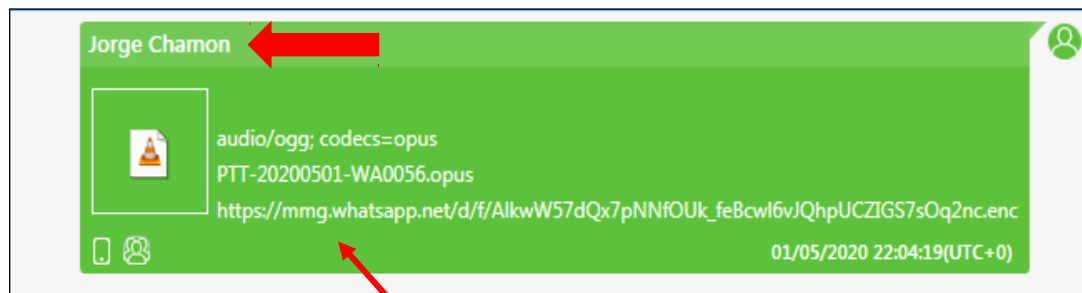 Jorge Chamon
audio/ogg; codecs=opus
PTT-20200501-WA0056.opus
https://mmg.whatsapp.net/d/f/AlkwW57dQx7pNNfOUk_feBcwl6vJQhpUCZIGS7sOq2nc.enc
01/05/2020 22:04:19(UTC+0)